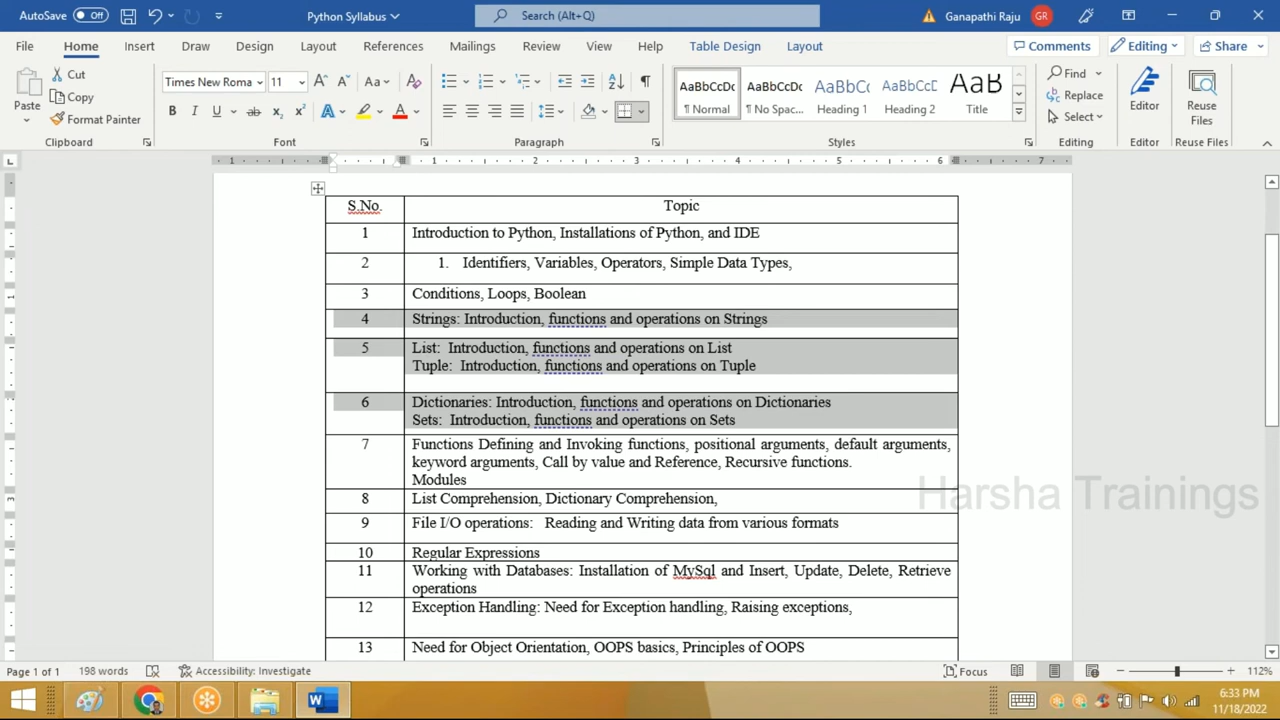 AutoSave Off Python Syllabus Search (Alt+Q) Ganapathi Raju GR
File Home Insert Draw Design Layout References Mailings Review View Help Table Design Layout Comments Editing Share
Paste Cut Copy Format Painter
Times New Roma 11 Aa
AaBbCcDc AaBbCcDc AaBbCc AaBbCcD AaB
¶ Normal ¶ No Spac... Heading 1 Heading 2 Title
Find Replace Select
Editor
Reuse Files
Clipboard Font Paragraph Styles Editing Editor Reuse Files
1 1 2 3 4 5 6 7
S.No. Topic
1 Introduction to Python, Installations of Python, and IDE
2 1. Identifiers, Variables, Operators, Simple Data Types,
3 Conditions, Loops, Boolean
4 Strings: Introduction, functions and operations on Strings
5 List: Introduction, functions and operations on List
Tuple: Introduction, functions and operations on Tuple
6 Dictionaries: Introduction, functions and operations on Dictionaries
Sets: Introduction, functions and operations on Sets
7 Functions Defining and Invoking functions, positional arguments, default arguments,
keyword arguments, Call by value and Reference, Recursive functions.
Modules
8 List Comprehension, Dictionary Comprehension,
Harsha Trainings
9 File I/O operations: Reading and Writing data from various formats
10 Regular Expressions
11 Working with Databases: Installation of MySql and Insert, Update, Delete, Retrieve
operations
12 Exception Handling: Need for Exception handling, Raising exceptions,
13 Need for Object Orientation, OOPS basics, Principles of OOPS
Page 1 of 1 198 words Accessibility: Investigate Focus 112%
6:33 PM
11/18/2022